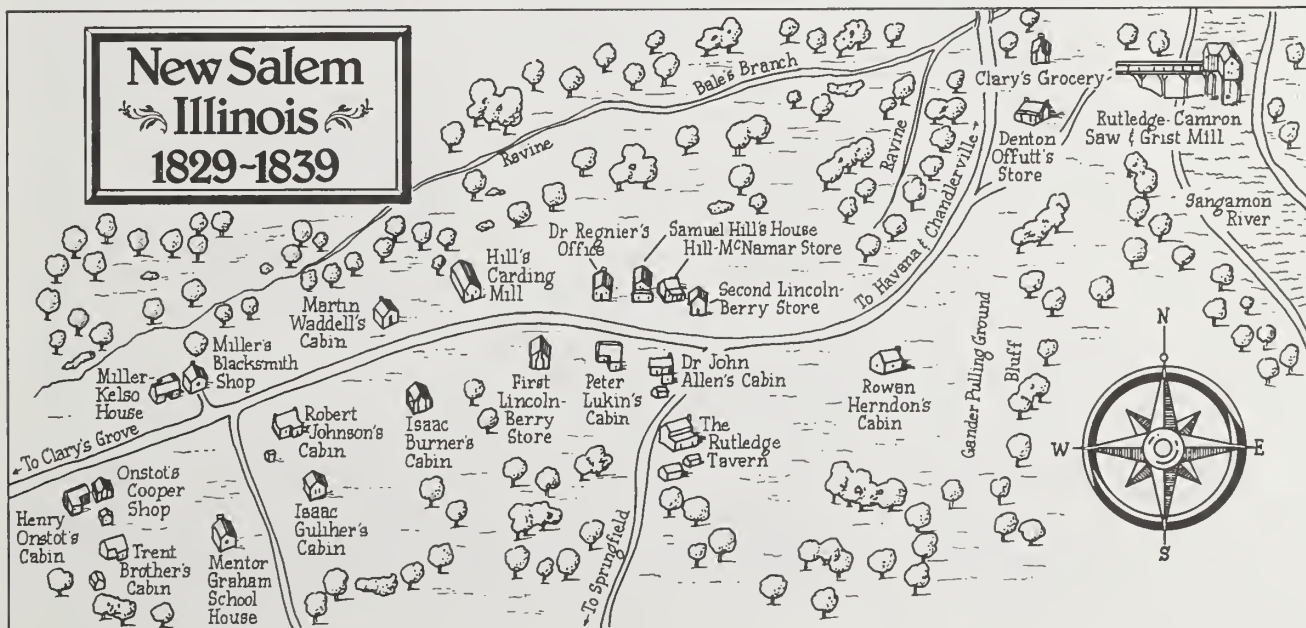 New Salem
Illinois
1829~1839
Bale's Branch
Ravine
Ravine
To Havana & Chandlerville→
Clary's Grocery
Denton
Offutt's
Store
Rutledge-Camron
Saw & Grist Mill
Sangamon
River
Dr Regnier's
Office
Samuel Hill's House
Hill-McNamar Store
Second Lincoln-
Berry Store
Hill's
Carding
Mill
Martin
Waddell's
Cabin
Miller's
Blacksmith
Shop
Miller-
Kelso
House
←To Clary's Grove
Robert
Johnson's
Cabin
Isaac
Burner's
Cabin
First
Lincoln-
Berry
Store
Peter
Lukin's
Cabin
Dr John
Allen's Cabin
Rowan
Herndon's
Cabin
Gander Pulling Ground
Bluff
The
Rutledge
Tavern
←To Springfield
Onstot's
Cooper
Shop
Henry
Onstot's
Cabin
Trent
Brother's
Cabin
Mentor
Graham
School
House
Isaac
Guliher's
Cabin
N
W
E
S